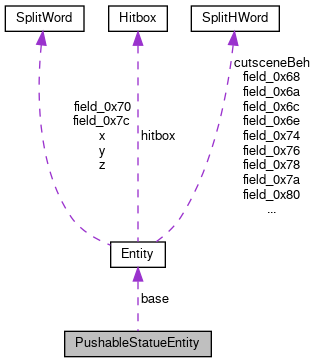 SplitWord
Hitbox
SplitHWord
field_0x70
field_0x7c
x
y
z
hitbox
cutsceneBeh
field_0x68
field_0x6a
field_0x6c
field_0x6e
field_0x74
field_0x76
field_0x78
field_0x7a
field_0x80
...
Entity
base
PushableStatueEntity